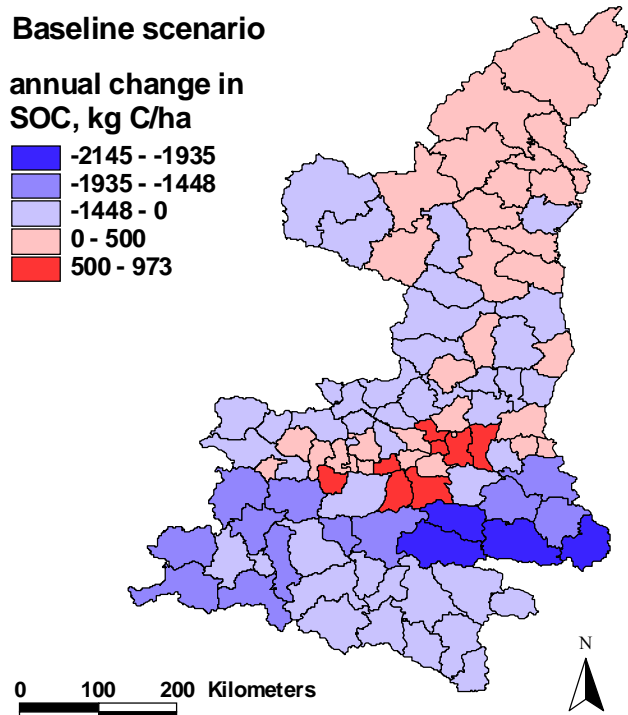 Baseline scenario
annual change in
SOC, kg C/ha
-2145 - -1935
-1935 - -1448
-1448 - 0
0 - 500
500 - 973
N
0 100 200 Kilometers